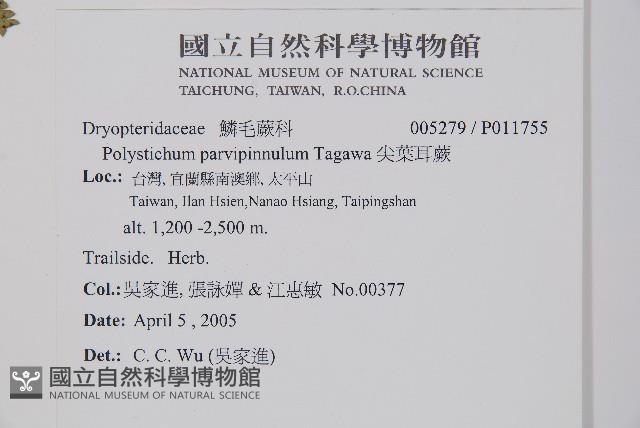 國立自然科學博物館
NATIONAL MUSEUM OF NATURAL SCIENCE
TAICHUNG, TAIWAN, R.O.CHINA
Dryopteridaceae 鱗毛蕨科 005279 / P011755
Polystichum parvipinnulum Tagawa 尖葉耳蕨
Loc.: 台灣, 宜蘭縣南澳鄉, 太平山
Taiwan, Ilan Hsien,Nanao Hsiang, Taipingshan
alt. 1,200 -2,500 m.
Trailside. Herb.
Col.:吳家進, 張詠嬋 & 江惠敏 No.00377
Date: April 5 , 2005
Det.: C. C. Wu (吳家進)
國立自然科學博物館
NATIONAL MUSEUM OF NATURAL SCIENCE